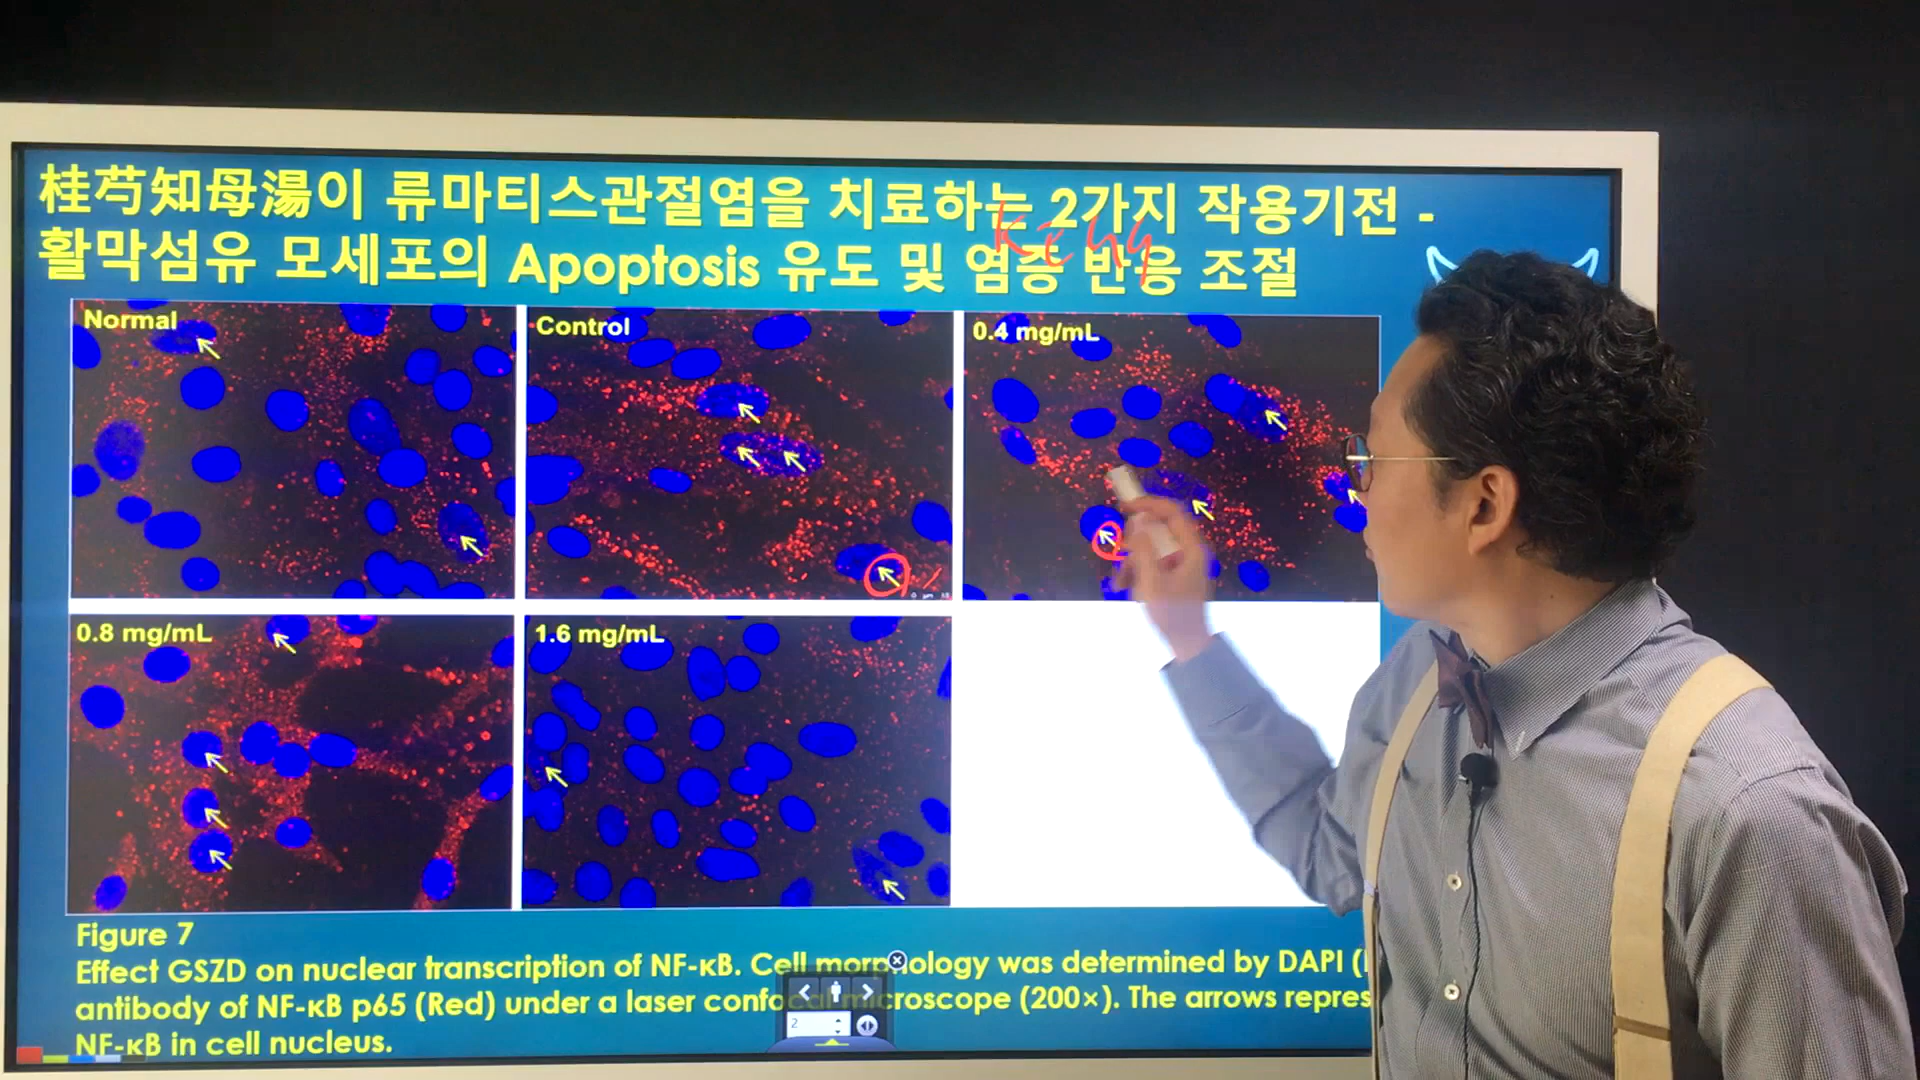 桂芍知母湯이 류마티스관절염을 치료하는 2가지 작용기전 -
활막섬유 모세포의 Apoptosis 유도 및 염증 반응 조절
Normal
Control
0.4 mg/mL
0.8 mg/mL
1.6 mg/mL
Figure 7
Effect GSZD on nuclear transcription of NF-κB. Cell morphology was determined by DAPI (
antibody of NF-κB p65 (Red) under a laser confocal microscope (200×). The arrows repres
NF-κB in cell nucleus.
2